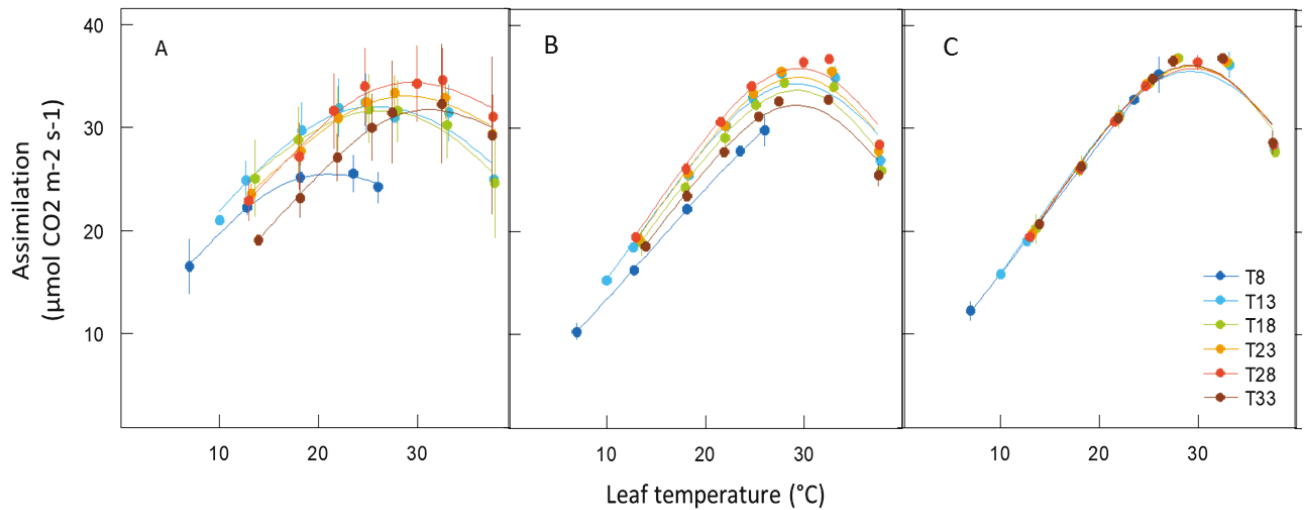 A
B
C
40
30
20
10
Assimilation
(µmol CO2 m-2 s-1)
T8
T13
T18
T23
T28
T33
10 20 30 10 20 30 10 20 30
Leaf temperature (°C)